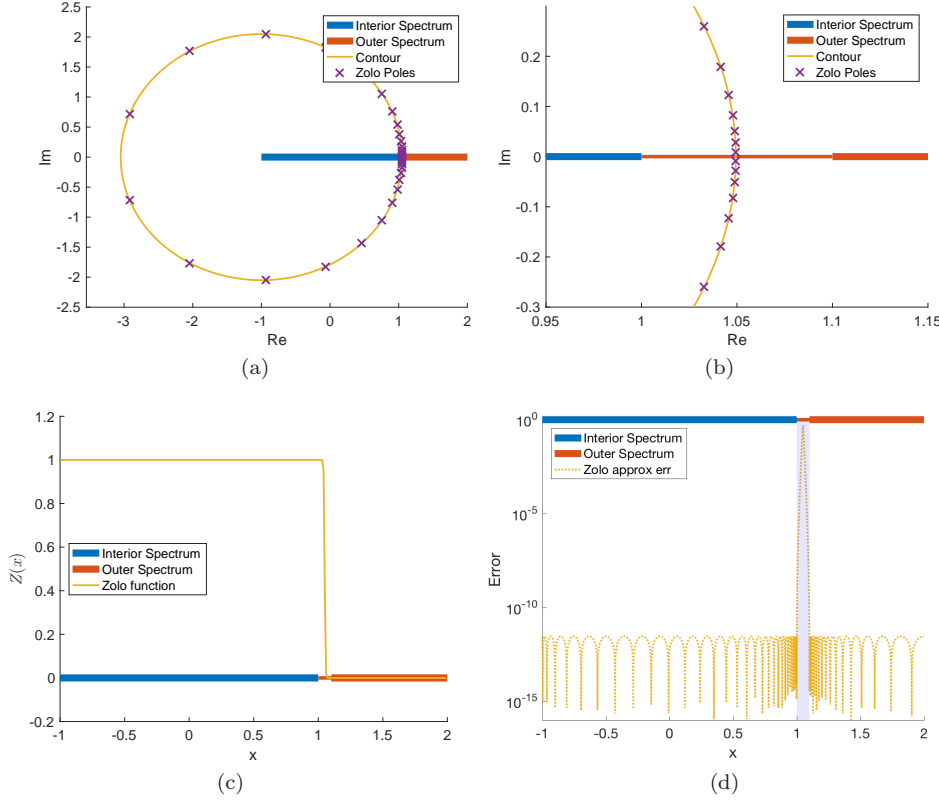 2.5
2
1.5
1
0.5
0
-0.5
-1
-1.5
-2
-2.5
Im
-3
-2
-1
0
1
2
Re
Interior Spectrum
Outer Spectrum
Contour
Zolo Poles
(a)
0.2
0.1
0
-0.1
-0.2
-0.3
Im
0.95
1
1.05
1.1
1.15
Re
Interior Spectrum
Outer Spectrum
Contour
Zolo Poles
(b)
1.2
1
0.8
0.6
0.4
0.2
0
-0.2
Z(x)
-1
-0.5
0
0.5
1
1.5
2
x
Interior Spectrum
Outer Spectrum
Zolo function
(c)
10^0
10^-5
10^-10
10^-15
Error
-1
-0.5
0
0.5
1
1.5
2
x
Interior Spectrum
Outer Spectrum
Zolo approx err
(d)